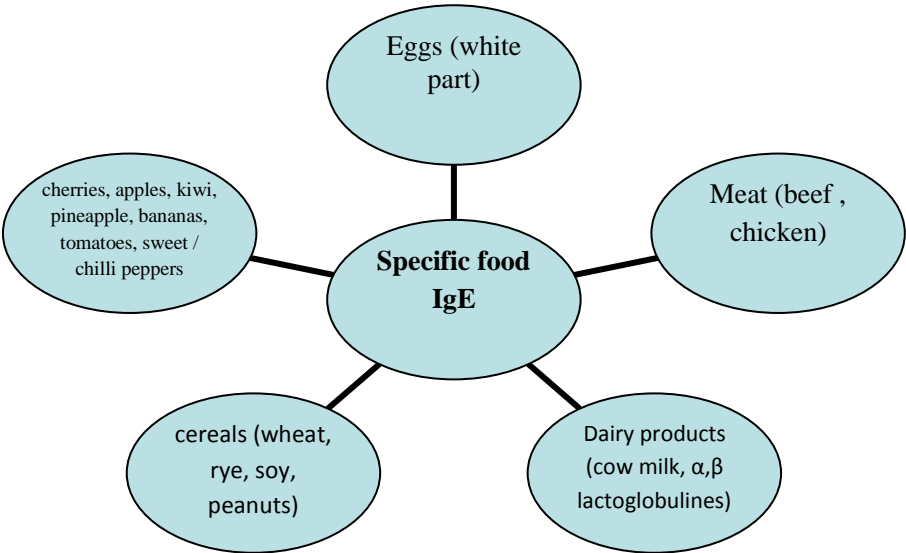 Eggs (white
part)
cherries, apples, kiwi,
pineapple, bananas,
tomatoes, sweet /
chilli peppers
Meat (beef ,
chicken)
Specific food
IgE
cereals (wheat,
rye, soy,
peanuts)
Dairy products
(cow milk, α,β
lactoglobulines)